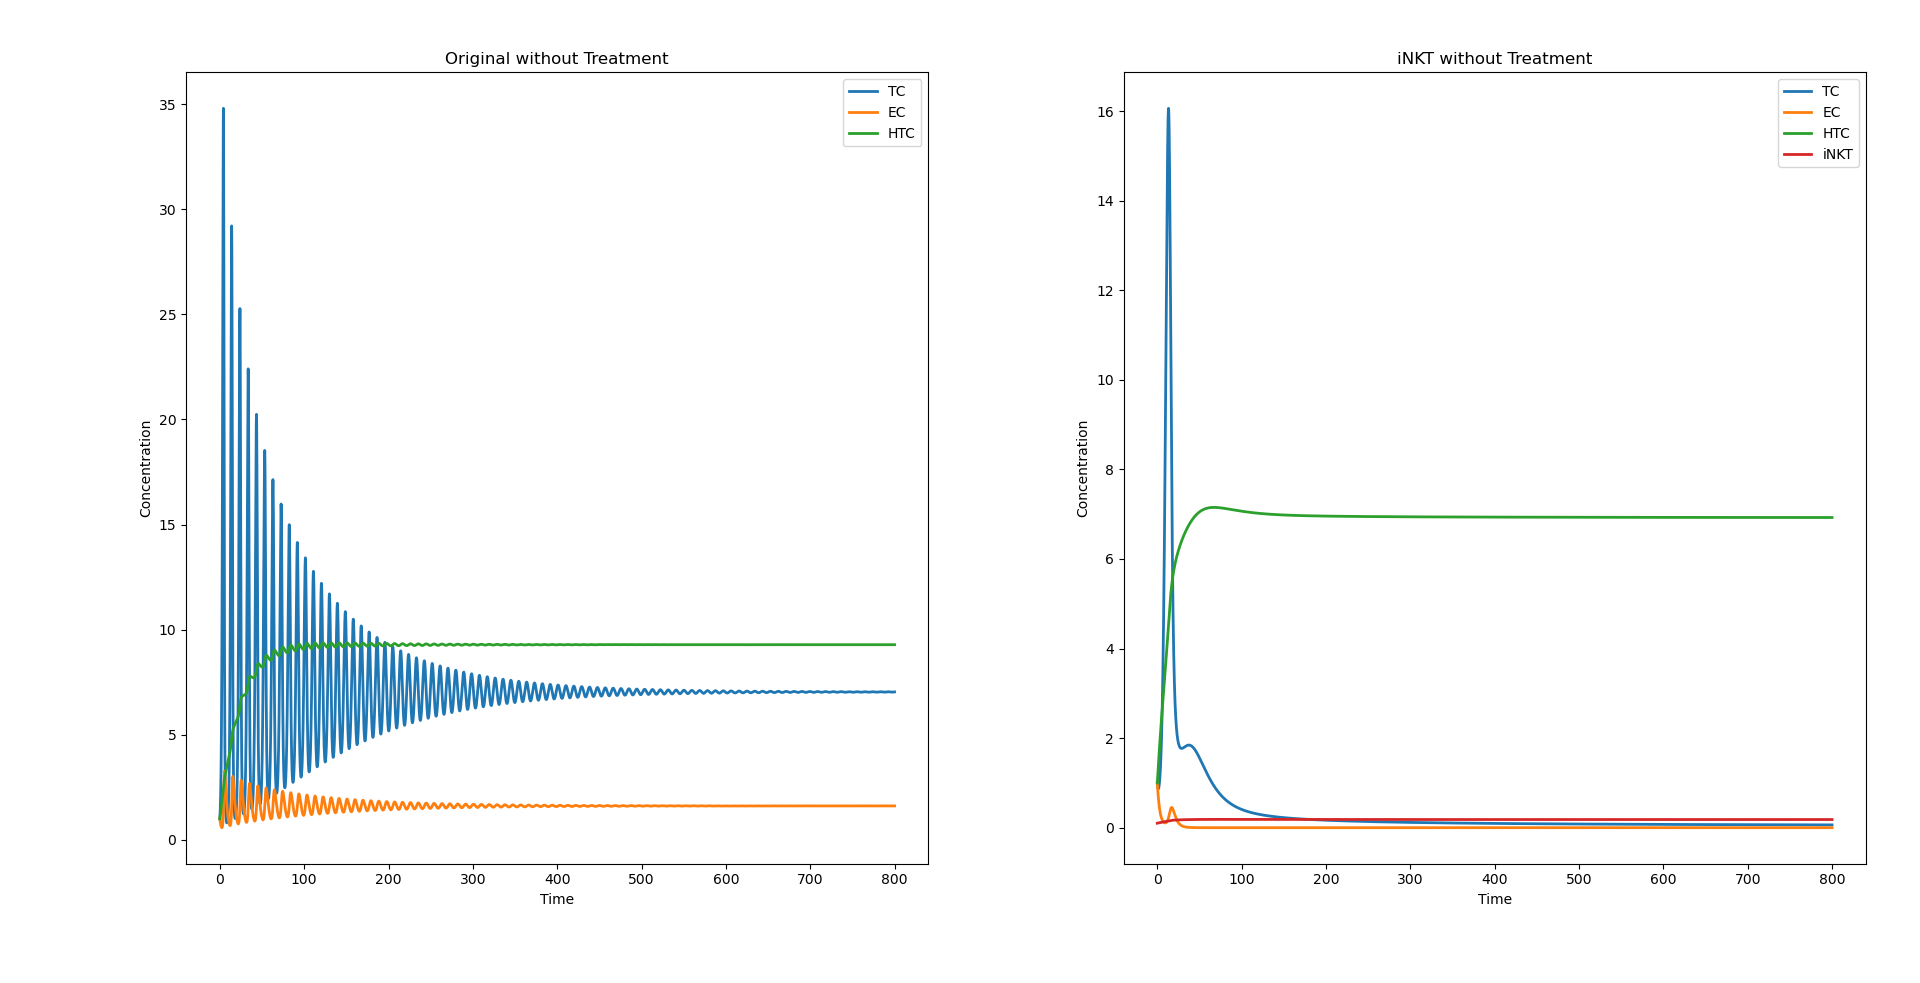 Original without Treatment
TC
EC
HTC
35
30
25
20
15
10
5
0
Concentration
0 100 200 300 400 500 600 700 800
Time
iNKT without Treatment
TC
EC
HTC
iNKT
16
14
12
10
8
6
4
2
0
Concentration
0 100 200 300 400 500 600 700 800
Time